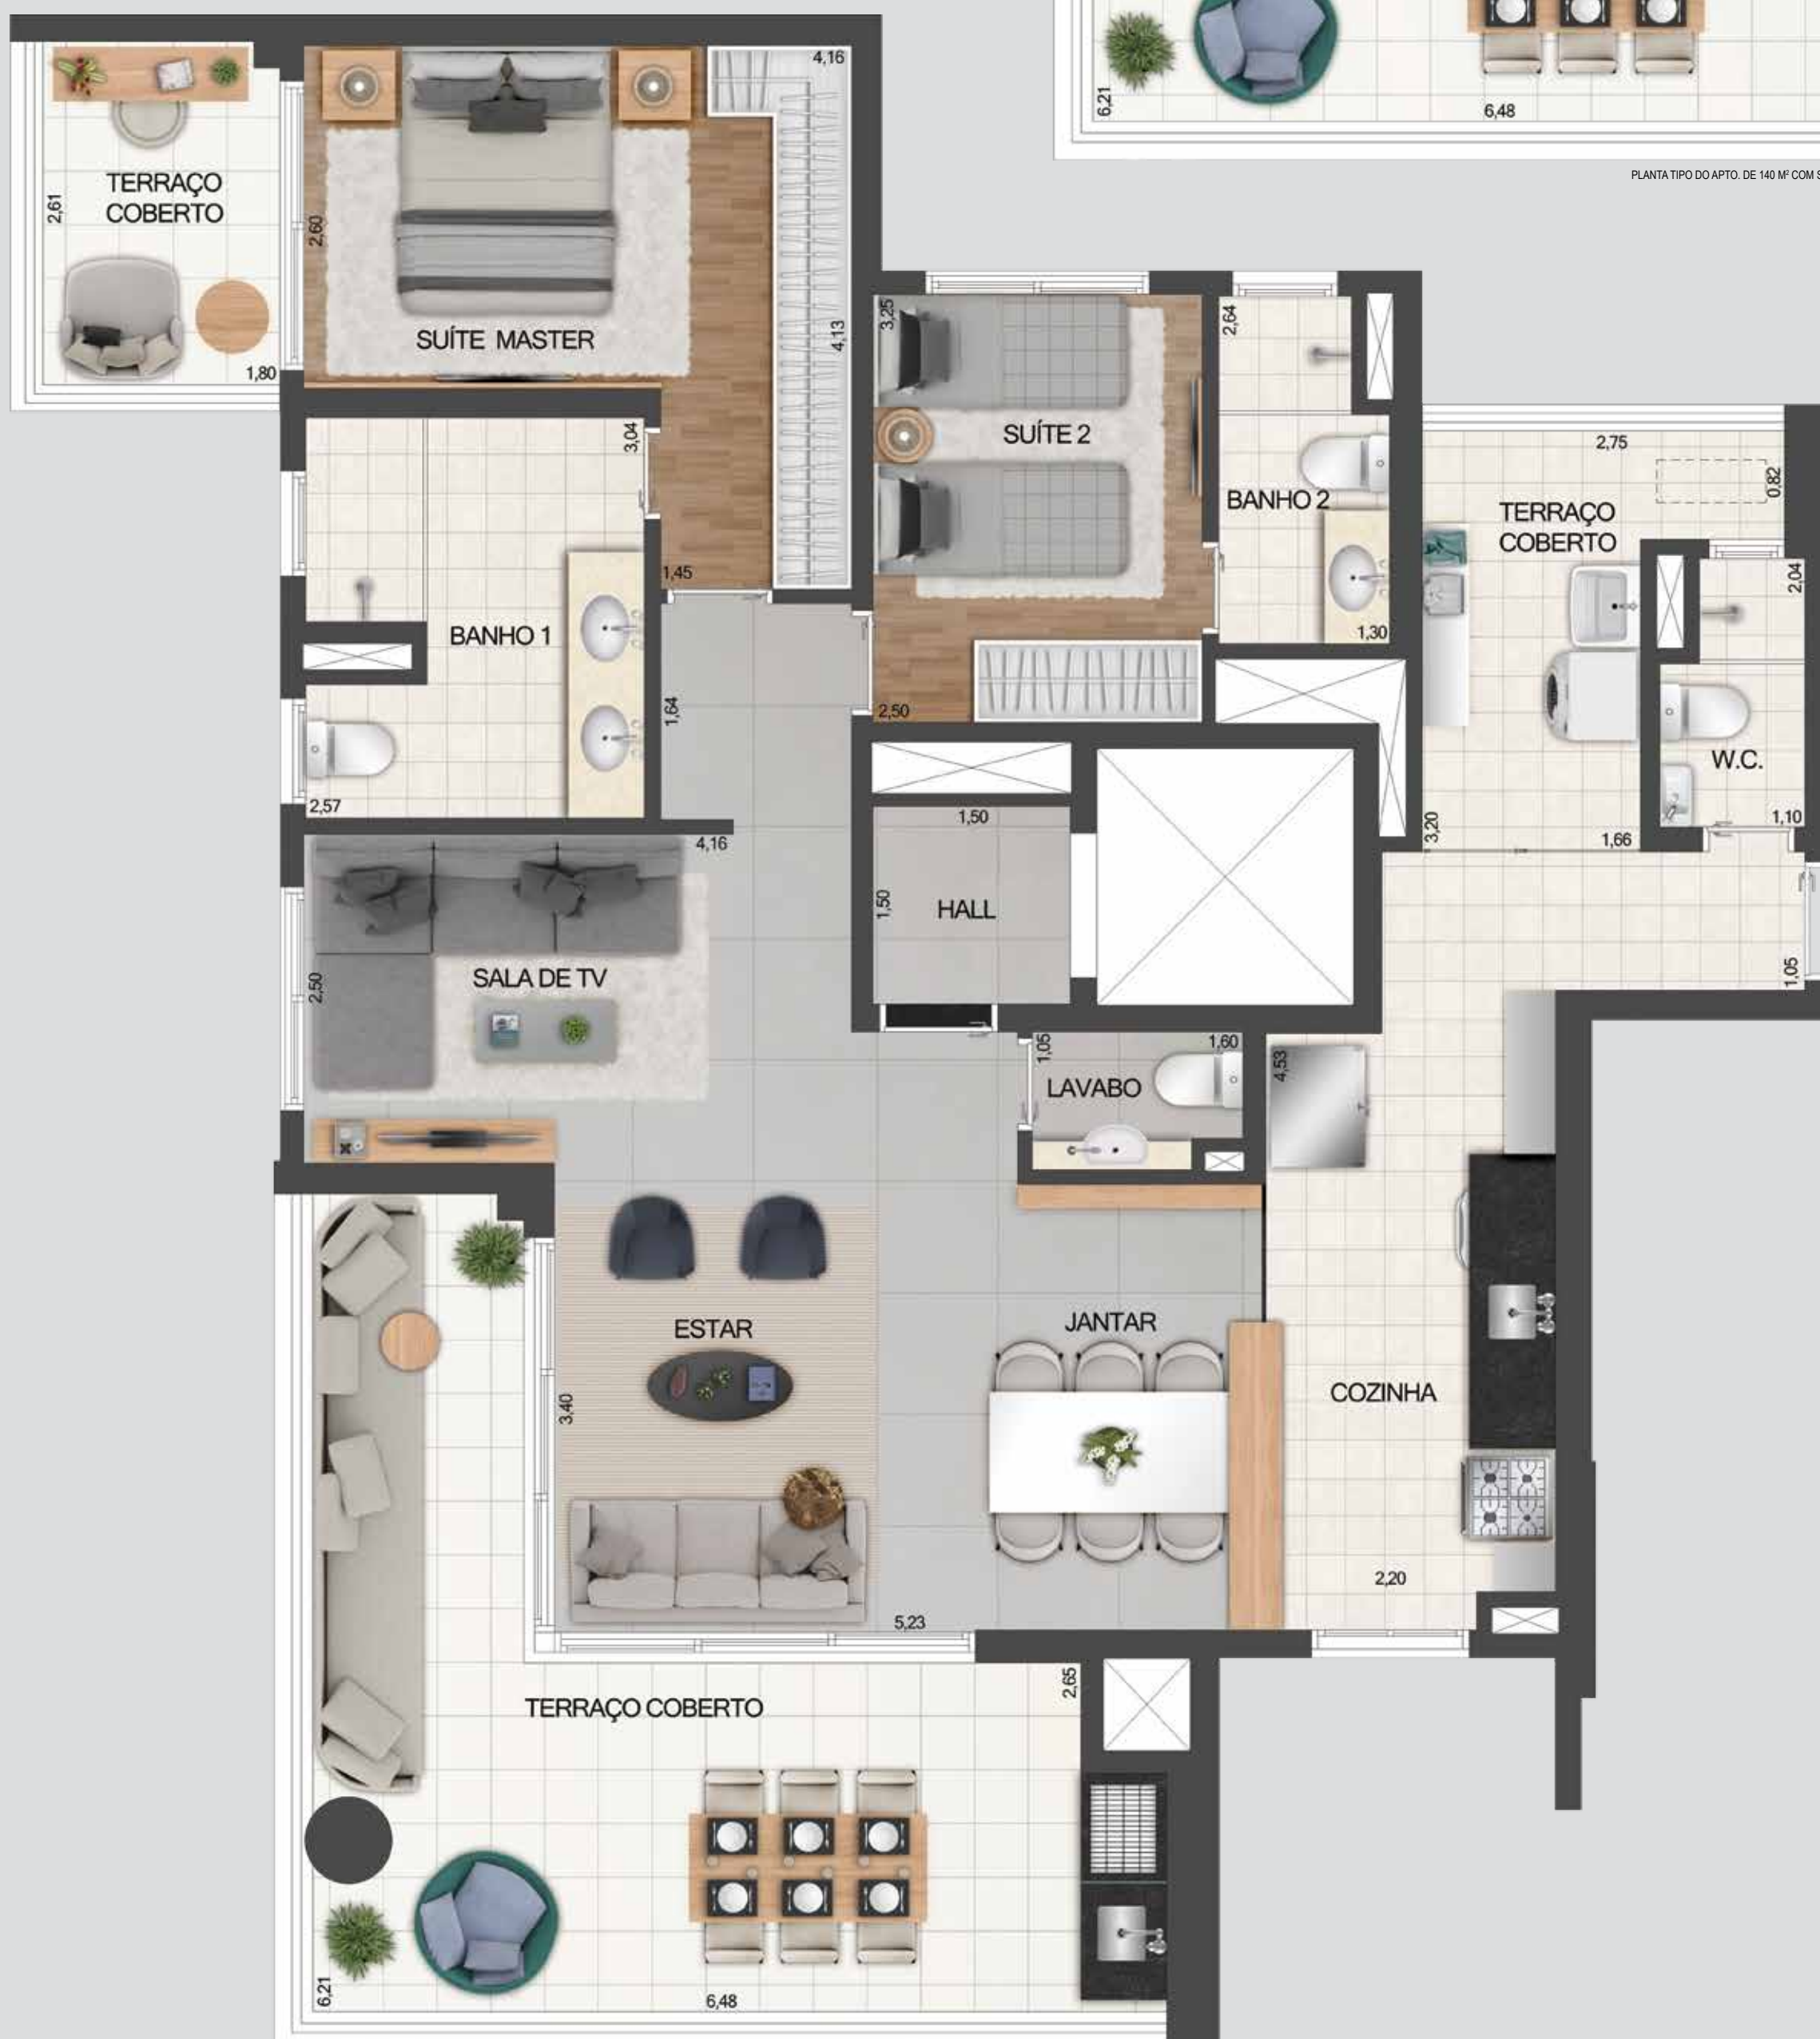 6,21
6,48
PLANTA TIPO DO APTO. DE 140 M² COM
4,16
TERRAÇO
COBERTO
2,61
2,60
1,80
SUÍTE MASTER
4,13
3,25
2,64
SUÍTE 2
BANHO 2
1,30
2,50
3,04
1,45
BANHO 1
2,57
1,64
2,75
0,82
TERRAÇO
COBERTO
2,04
W.C.
1,10
3,20
1,66
1,05
4,16
1,50
1,50
HALL
SALA DE TV
2,50
1,05
1,60
LAVABO
4,53
ESTAR
JANTAR
3,40
COZINHA
2,20
5,23
2,65
TERRAÇO COBERTO
6,21
6,48